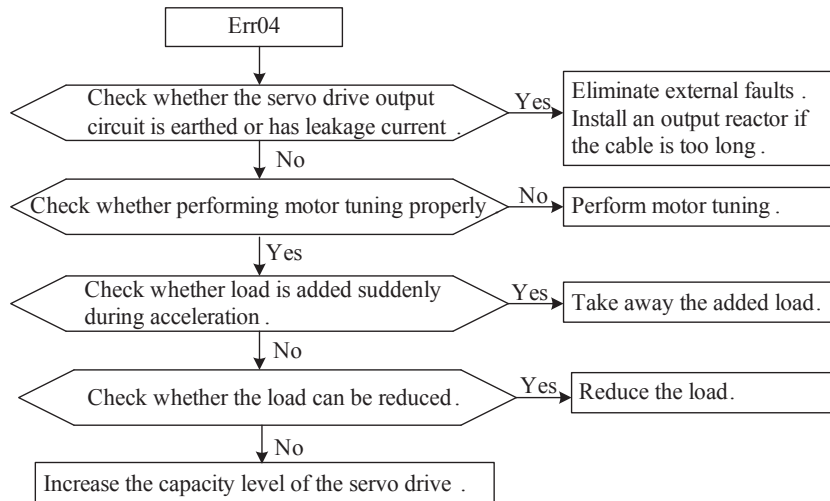 Err04
Check whether the servo drive output
circuit is earthed or has leakage current .
Yes
Eliminate external faults .
Install an output reactor if
the cable is too long .
No
Check whether performing motor tuning properly
No
Perform motor tuning .
Yes
Check whether load is added suddenly
during acceleration .
Yes
Take away the added load.
No
Check whether the load can be reduced .
Yes
Reduce the load .
No
Increase the capacity level of the servo drive .